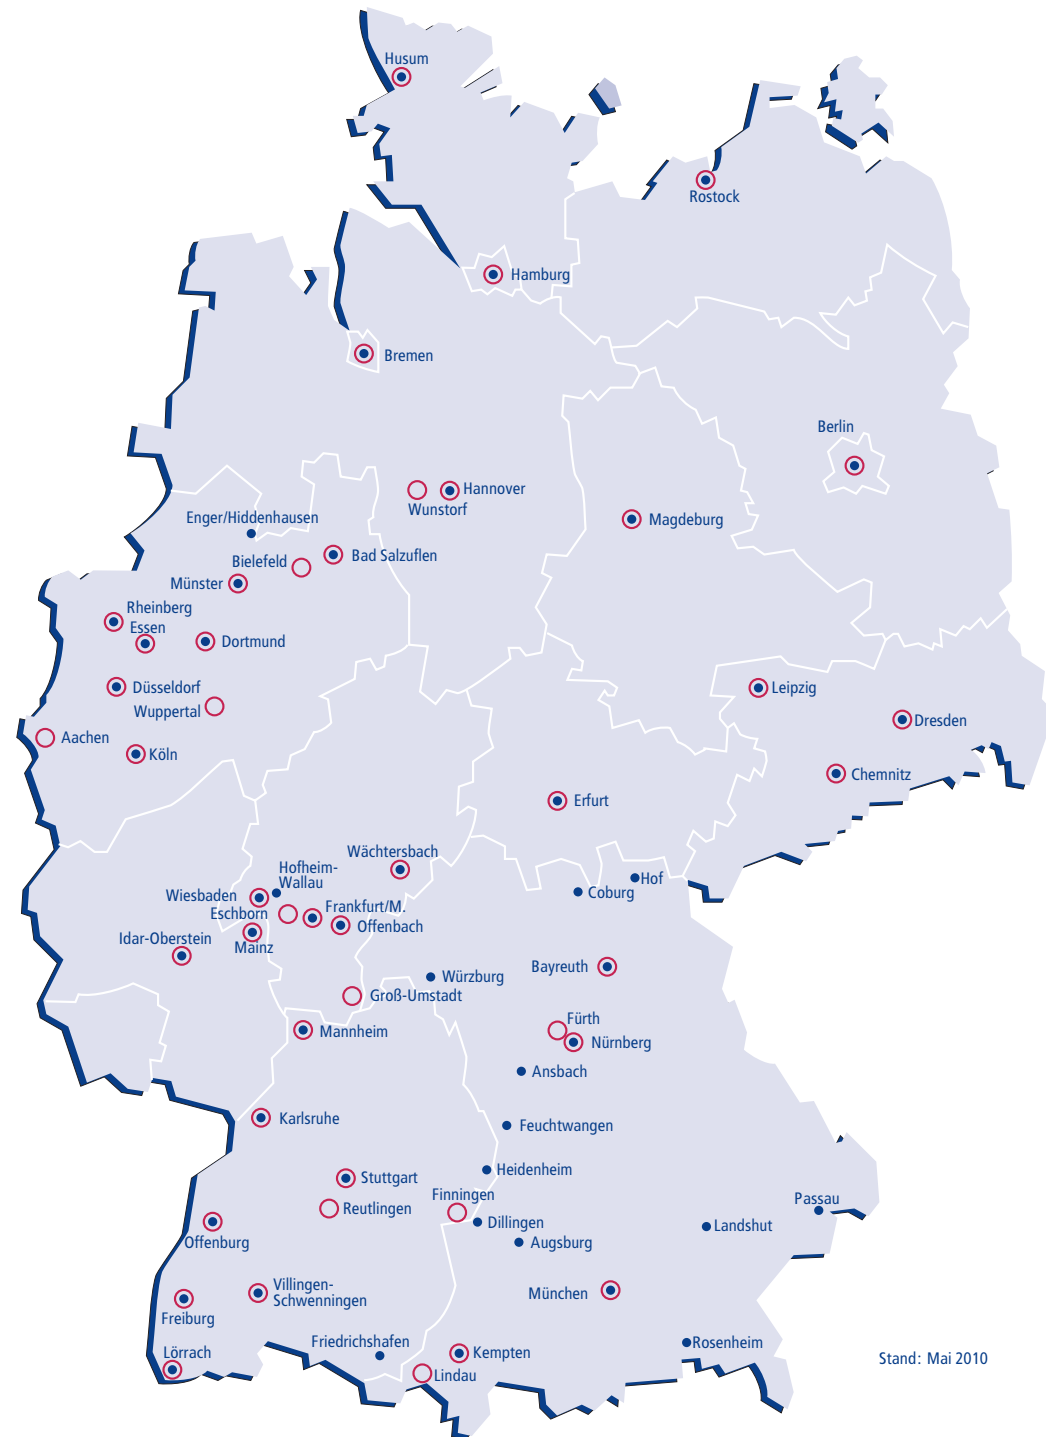 Husum
Rostock
Hamburg
Bremen
Berlin
Hannover
Wunstorf
Magdeburg
Enger/Hiddenhausen
Bad Salzuflen
Bielefeld
Münster
Rheinberg
Essen
Dortmund
Düsseldorf
Wuppertal
Leipzig
Dresden
Aachen
Köln
Chemnitz
Erfurt
Wächtersbach
Hofheim-
Wallau
Hof
Coburg
Wiesbaden
Eschborn
Frankfurt/M.
Offenbach
Idar-Oberstein
Mainz
Bayreuth
Würzburg
Groß-Umstadt
Fürth
Mannheim
Nürnberg
Ansbach
Karlsruhe
Feuchtwangen
Heidenheim
Stuttgart
Finningen
Passau
Reutlingen
Dillingen
Landshut
Offenburg
Augsburg
Villingen-
Schwenningen
München
Freiburg
Friedrichshafen
Rosenheim
Lörrach
Kempten
Stand: Mai 2010
Lindau